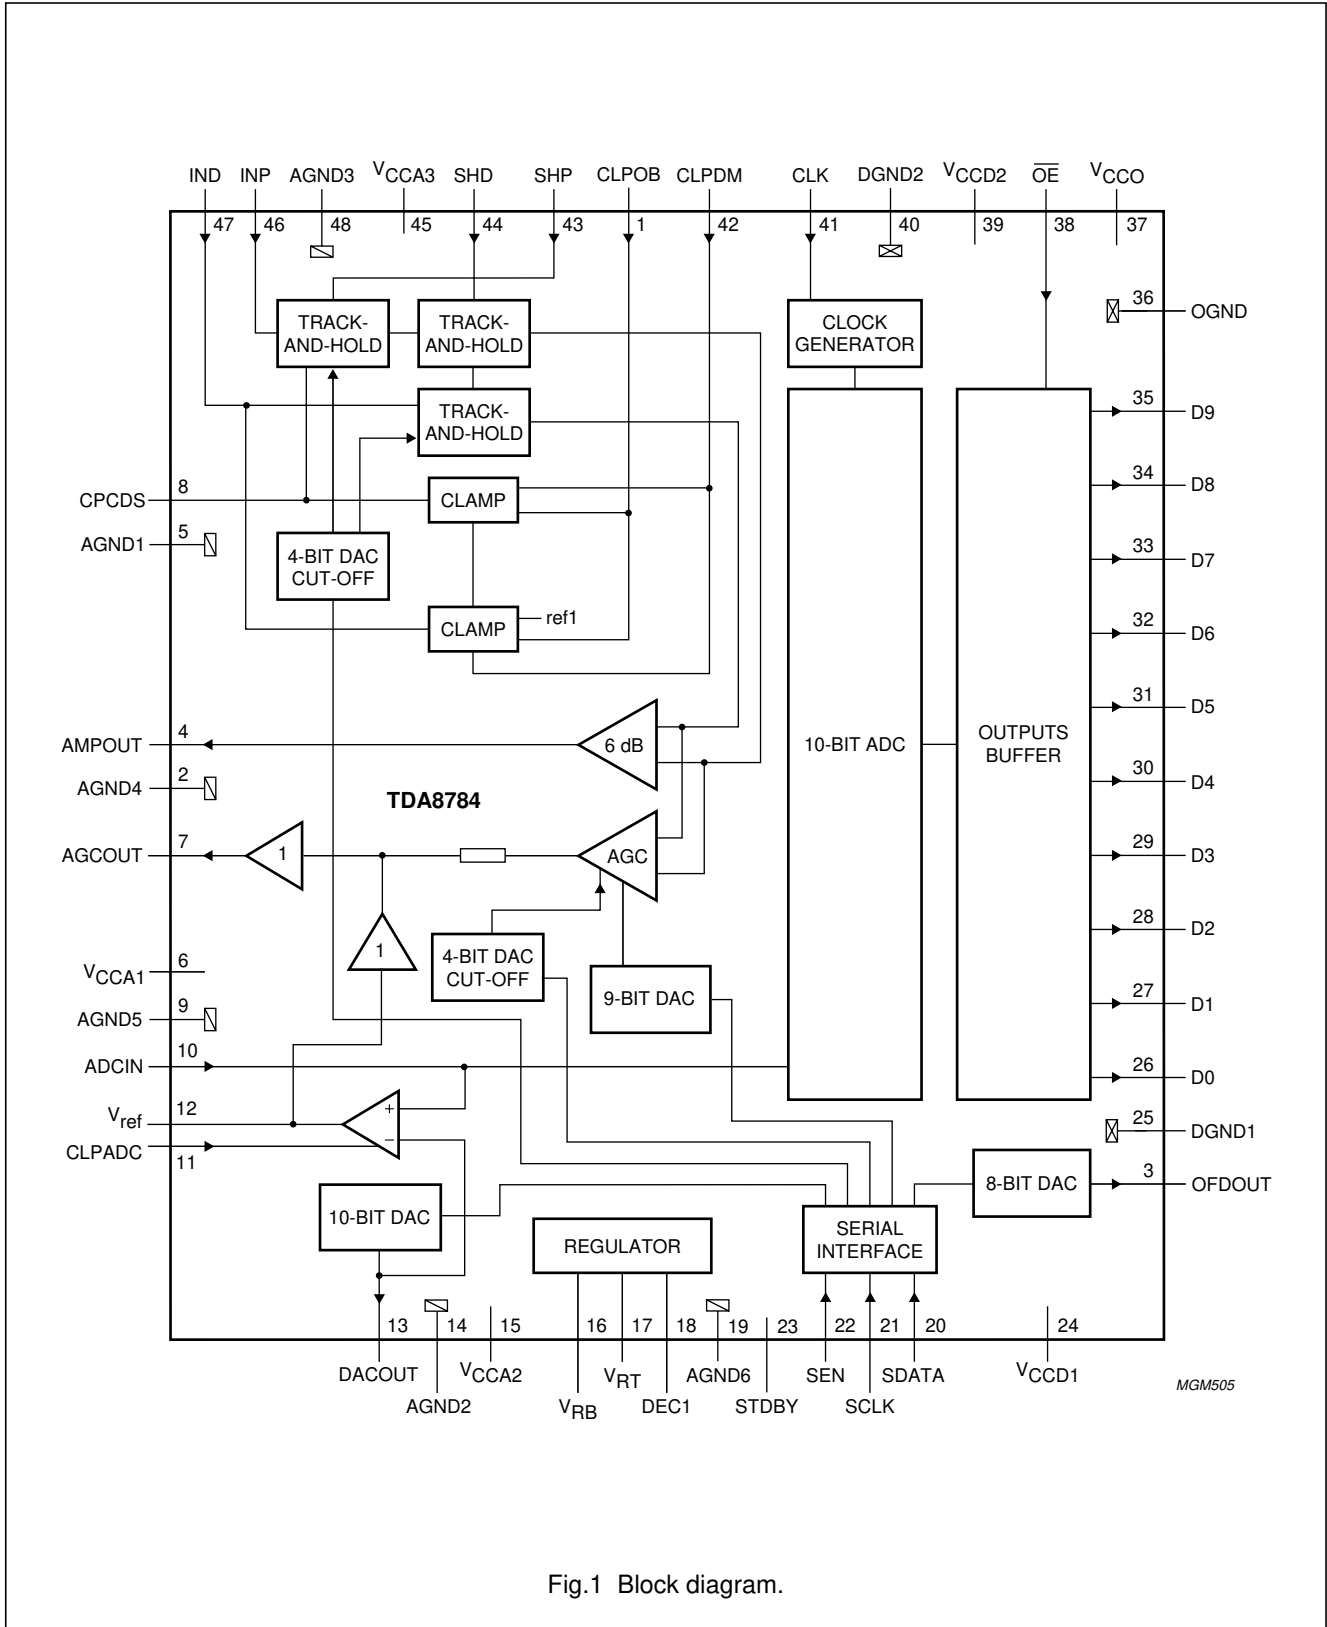 IND INP AGND3 VCCA3 SHD SHP CLPOB CLPDM CLK DGND2 VCCD2 OE VCCO
47 46 48 45 44 43 1 42 41 40 39 38 37
36 OGND
TRACK-
AND-HOLD
TRACK-
AND-HOLD
CLOCK
GENERATOR
TRACK-
AND-HOLD
35 D9
34 D8
CPCDS 8
CLAMP
AGND1 5
4-BIT DAC
CUT-OFF
33 D7
CLAMP
ref1
32 D6
31 D5
AMPOUT 4
6 dB
10-BIT ADC
OUTPUTS
BUFFER
AGND4 2
30 D4
TDA8784
AGCOUT 7
1
AGC
29 D3
28 D2
1
4-BIT DAC
CUT-OFF
VCCA1 6
9-BIT DAC
27 D1
AGND5 9
ADCIN 10
26 D0
Vref 12
+
−
25 DGND1
CLPADC 11
10-BIT DAC
8-BIT DAC
3 OFDOUT
REGULATOR
SERIAL
INTERFACE
13 14 15 16 17 18 19 23 22 21 20 24
DACOUT VCCA2 VRT AGND6 SEN SDATA VCCD1
AGND2 VRB DEC1 STDBY SCLK
MGM505
Fig.1 Block diagram.